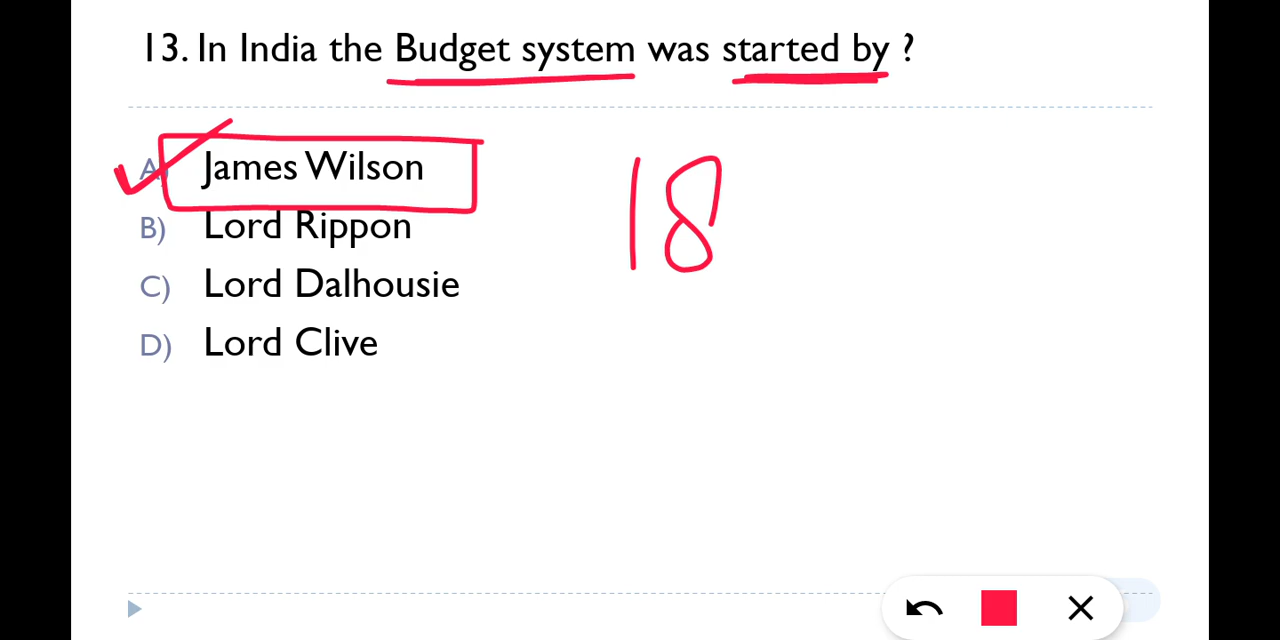 13. In India the Budget system was started by ?
A) James Wilson
18
B) Lord Rippon
C) Lord Dalhousie
D) Lord Clive